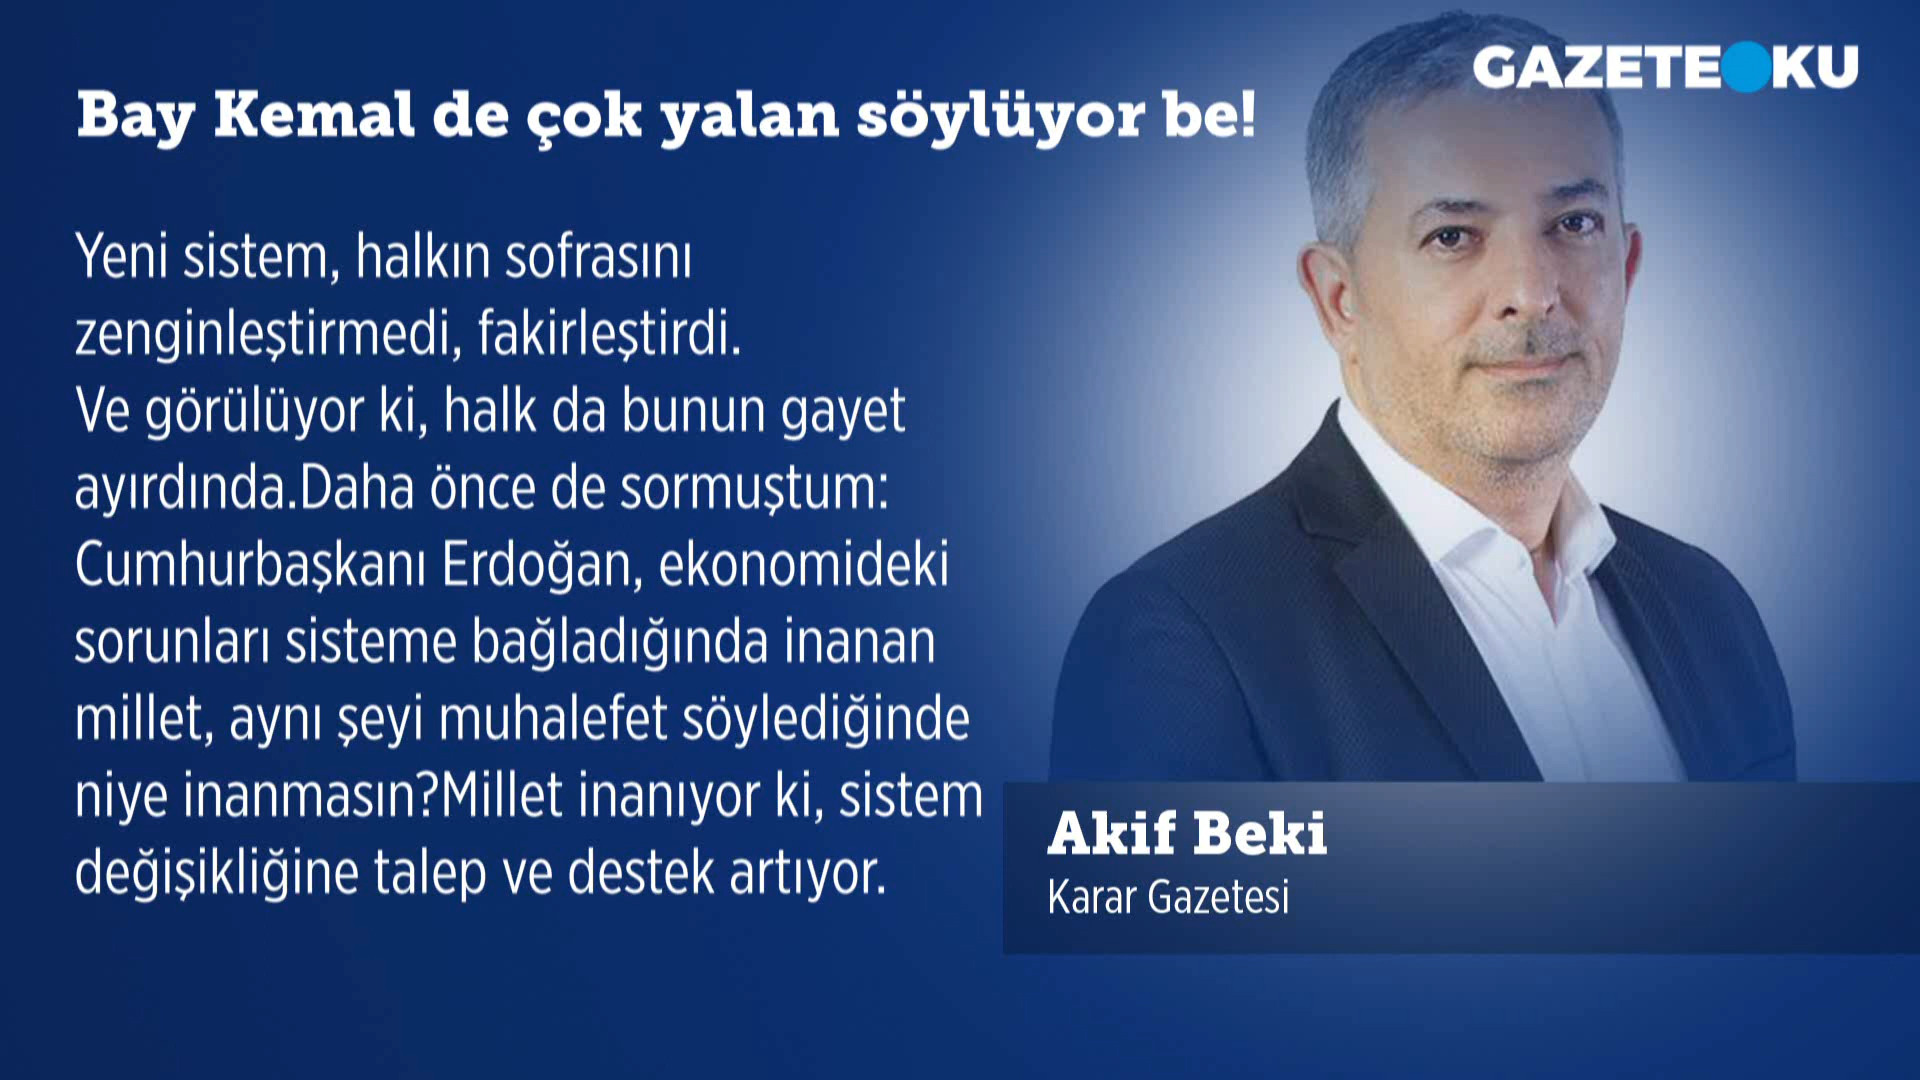 GAZETE KU
Bay Kemal de çok yalan söylüyor be!
Yeni sistem, halkın sofrasını
zenginleştirmedi, fakirleştirdi.
Ve görülüyor ki, halk da bunun gayet
ayırdında.Daha önce de sormuştum:
Cumhurbaşkanı Erdoğan, ekonomideki
sorunları sisteme bağladığında inanan
millet, aynı şeyi muhalefet söylediğinde
niye inanmasın?Millet inanıyor ki, sistem
değişikliğine talep ve destek artıyor.
Akif Beki
Karar Gazetesi